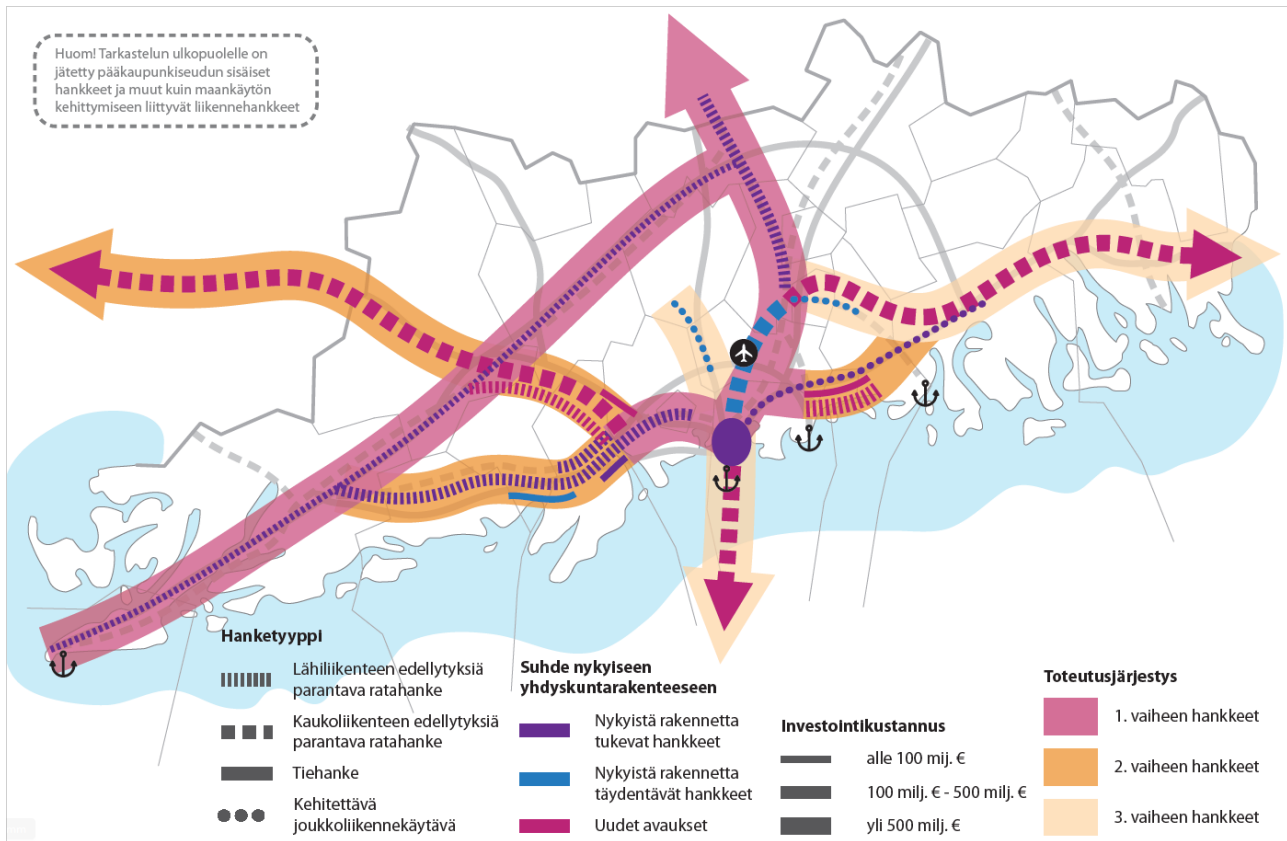 Huom! Tarkastelun ulkopuolelle on
jätetty pääkaupunkiseudun sisäiset
hankkeet ja muut kuin maankäytön
kehittymiseen liittyvät liikennehankkeet
Hanketyyppi
Lähiliikenteen edellytyksiä
parantava ratahanke
Kaukoliikenteen edellytyksiä
parantava ratahanke
Tiehanke
Kehitettävä
joukkoliikennekäytävä
Suhde nykyiseen
yhdyskuntarakenteeseen
Nykyistä rakennetta
tukevat hankkeet
Nykyistä rakennetta
täydentävät hankkeet
Uudet avaukset
Investointikustannus
alle 100 mij. €
100 milj. € - 500 milj. €
yli 500 milj. €
Toteutusjärjestys
1. vaiheen hankkeet
2. vaiheen hankkeet
3. vaiheen hankkeet